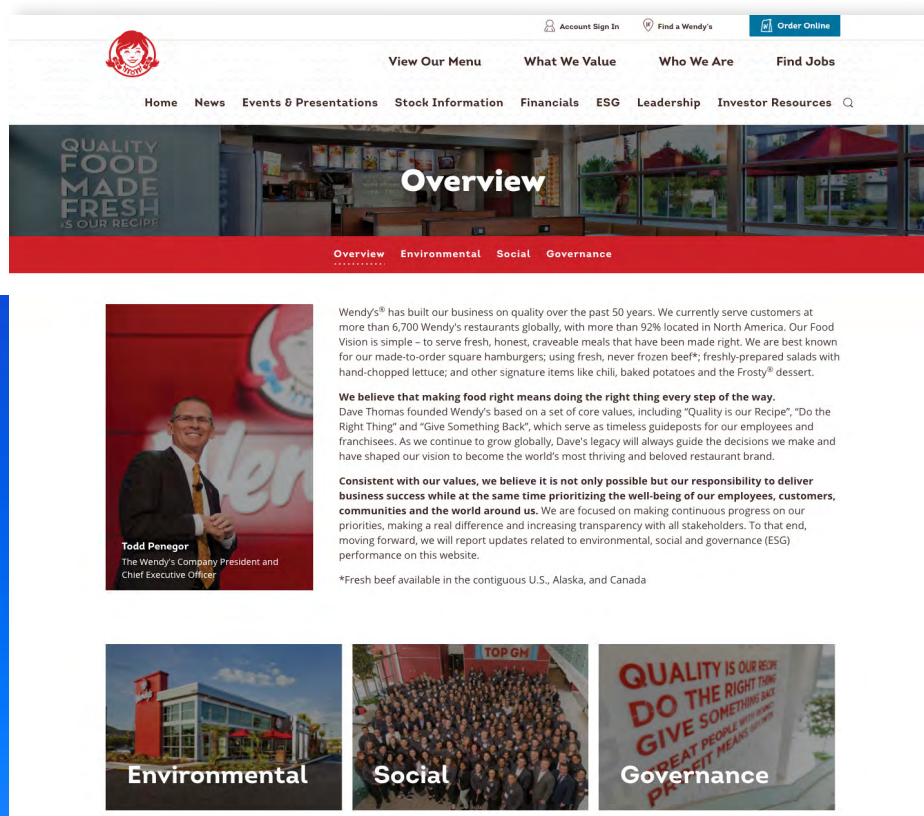 Account Sign In
Find a Wendy's
Order Online
View Our Menu What We Value Who We Are Find Jobs
Home News Events & Presentations Stock Information Financials ESG Leadership Investor Resources
QUALITY
FOOD
MADE
FRESH
IS OUR RECIPE
Overview
Overview Environmental Social Governance
Wendy's® has built our business on quality over the past 50 years. We currently serve customers at
more than 6,700 Wendy's restaurants globally, with more than 92% located in North America. Our Food
Vision is simple – to serve fresh, honest, craveable meals that have been made right. We are best known
for our made-to-order square hamburgers; using fresh, never frozen beef*; freshly-prepared salads with
hand-chopped lettuce; and other signature items like chili, baked potatoes and the Frosty® dessert.
We believe that making food right means doing the right thing every step of the way.
Dave Thomas founded Wendy's based on a set of core values, including “Quality is our Recipe”, “Do the
Right Thing” and “Give Something Back”, which serve as timeless guideposts for our employees and
franchisees. As we continue to grow globally, Dave's legacy will always guide the decisions we make and
have shaped our vision to become the world's most thriving and beloved restaurant brand.
Consistent with our values, we believe it is not only possible but our responsibility to deliver
business success while at the same time prioritizing the well-being of our employees, customers,
communities and the world around us. We are focused on making continuous progress on our
priorities, making a real difference and increasing transparency with all stakeholders. To that end,
moving forward, we will report updates related to environmental, social and governance (ESG)
performance on this website.
*Fresh beef available in the contiguous U.S., Alaska, and Canada
Wen
Todd Penegor
The Wendy's Company President and
Chief Executive Officer
Environmental
TOP GM
Social
QUALITY IS OUR RECIPE
DO THE RIGHT THING
GIVE SOMETHING BACK
TREAT PEOPLE WITH RESPECT
PROFIT MEANS GROWTH
Governance